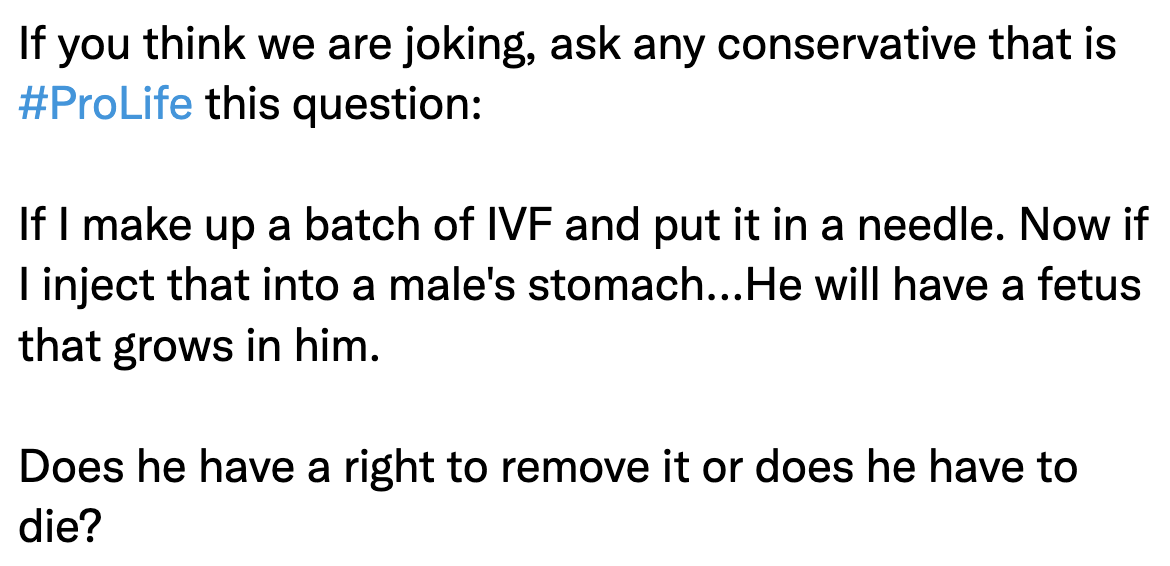 If you think we are joking, ask any conservative that is
#ProLife this question:
If I make up a batch of IVF and put it in a needle. Now if
I inject that into a male's stomach...He will have a fetus
that grows in him.
Does he have a right to remove it or does he have to
die?